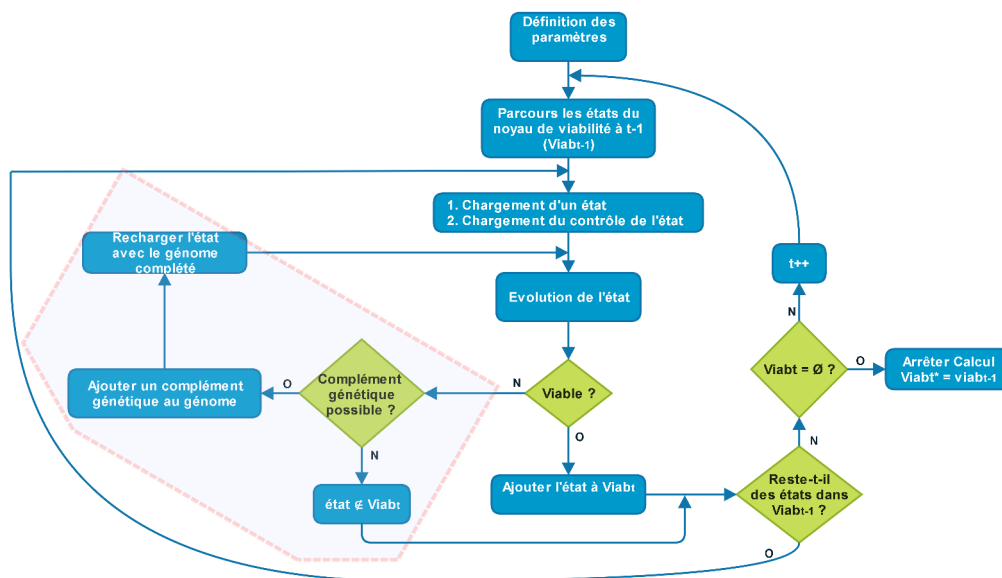 Définition des
paramètres
Parcours les états du
noyau de viabilité à t-1
(Viabt-1)
1. Chargement d'un état
2. Chargement du contrôle de l'état
Recharger l'état
avec le génome
complété
Evolution de l'état
t++
N
Viabt = Ø ?
O
Arrêter Calcul
Viabt* = viabt-1
Ajouter un complément
génétique au génome
O
Complément
génétique
possible ?
N
Viable ?
N
O
N
état ∉ Viabt
Ajouter l'état à Viabt
Reste-t-il
des états dans
Viabt-1 ?
O